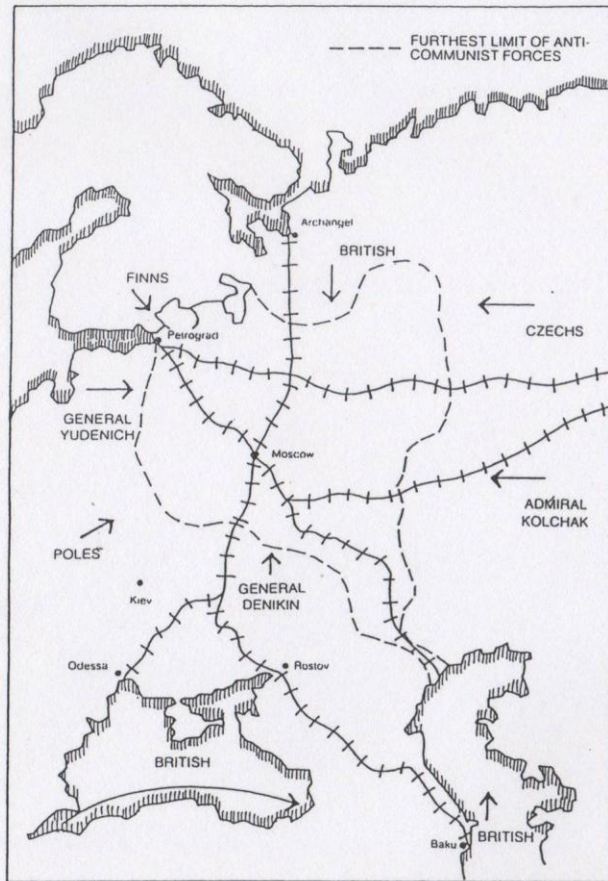 FURTHEST LIMIT OF ANTI-
COMMUNIST FORCES
Archangel
BRITISH
FINNS
CZECHS
Petrograd
GENERAL
YUDENICH
Moscow
ADMIRAL
KOLCHAK
POLES
GENERAL
DENIKIN
Kiev
Odessa
Rostov
BRITISH
Baku
BRITISH